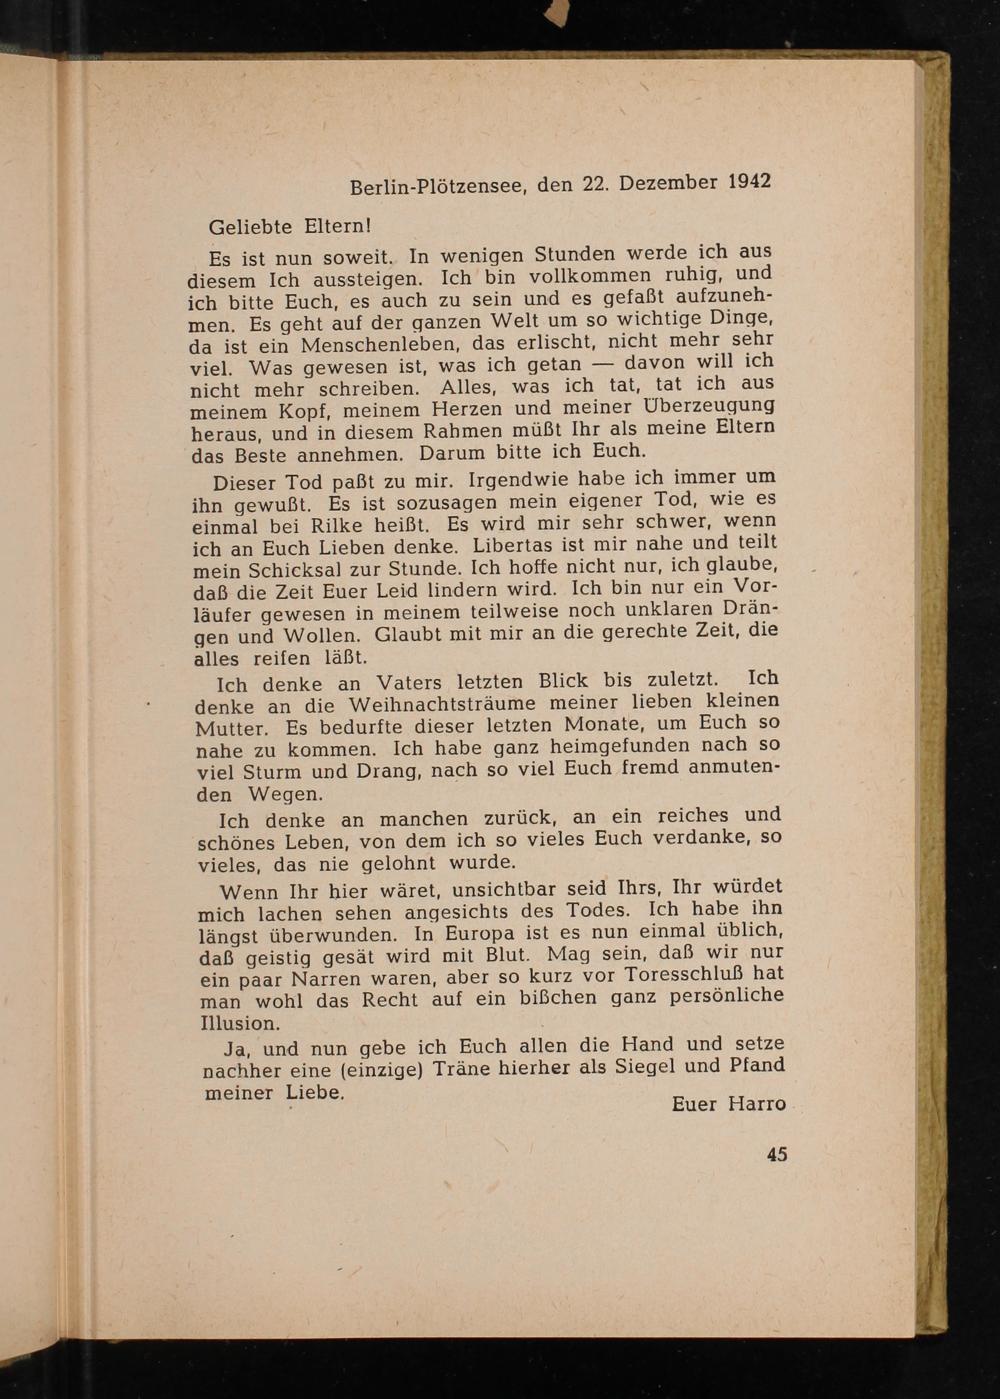 Berlin-Plötzensee, den 22. Dezember 1942
Geliebte Eltern!
Es ist nun soweit. In wenigen Stunden werde ich aus
diesem Ich aussteigen. Ich bin vollkommen ruhig, und
ich bitte Euch, es auch zu sein und es gefaßt aufzuneh-
men. Es geht auf der ganzen Welt um so wichtige Dinge,
da ist ein Menschenleben, das erlischt, nicht mehr sehr
viel. Was gewesen ist, was ich getan — davon will ich
nicht mehr schreiben. Alles, was ich tat, tat ich aus
meinem Kopf, meinem Herzen und meiner Überzeugung
heraus, und in diesem Rahmen müßt Ihr als meine Eltern
das Beste annehmen. Darum bitte ich Euch.
Dieser Tod paßt zu mir. Irgendwie habe ich immer um
ihn gewußt. Es ist sozusagen mein eigener Tod, wie es
einmal bei Rilke heißt. Es wird mir sehr schwer, wenn
ich an Euch Lieben denke. Libertas ist mir nahe und teilt
mein Schicksal zur Stunde. Ich hoffe nicht nur, ich glaube,
daß die Zeit Euer Leid lindern wird. Ich bin nur ein Vor-
läufer gewesen in meinem teilweise noch unklaren Drän-
gen und Wollen. Glaubt mit mir an die gerechte Zeit, die
alles reifen läßt.
Ich denke an Vaters letzten Blick bis zuletzt. Ich
denke an die Weihnachtsträume meiner lieben kleinen
Mutter. Es bedurfte dieser letzten Monate, um Euch so
nahe zu kommen. Ich habe ganz heimgefunden nach so
viel Sturm und Drang, nach so viel Euch fremd anmuten-
den Wegen.
Ich denke an manchen zurück, an ein reiches und
schönes Leben, von dem ich so vieles Euch verdanke, so
vieles, das nie gelohnt wurde.
Wenn Ihr hier wäret, unsichtbar seid Ihrs, Ihr würdet
mich lachen sehen angesichts des Todes. Ich habe ihn
längst überwunden. In Europa ist es nun einmal üblich,
daß geistig gesät wird mit Blut. Mag sein, daß wir nur
ein paar Narren waren, aber so kurz vor Toresschluß hat
man wohl das Recht auf ein bißchen ganz persönliche
Illusion.
Ja, und nun gebe ich Euch allen die Hand und setze
nachher eine (einzige) Träne hierher als Siegel und Pfand
meiner Liebe.
Euer Harro
45